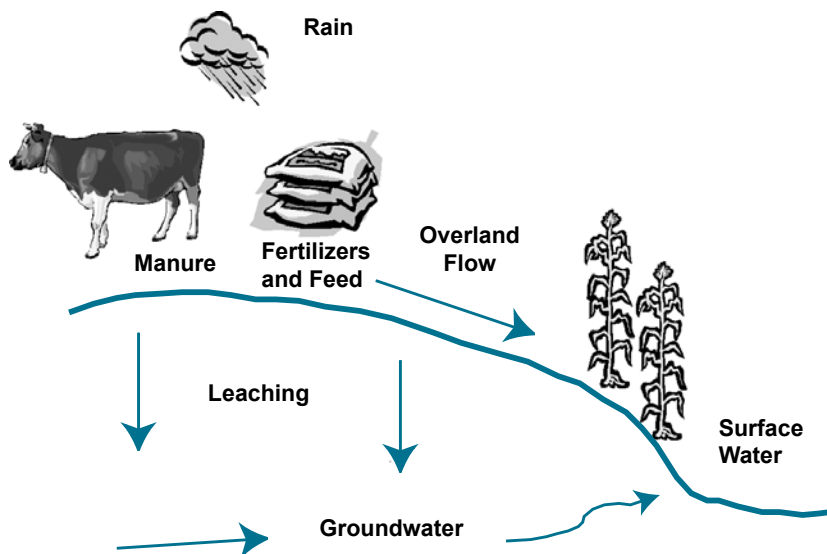 Rain
Manure
Fertilizers
and Feed
Overland
Flow
Leaching
Surface
Water
Groundwater